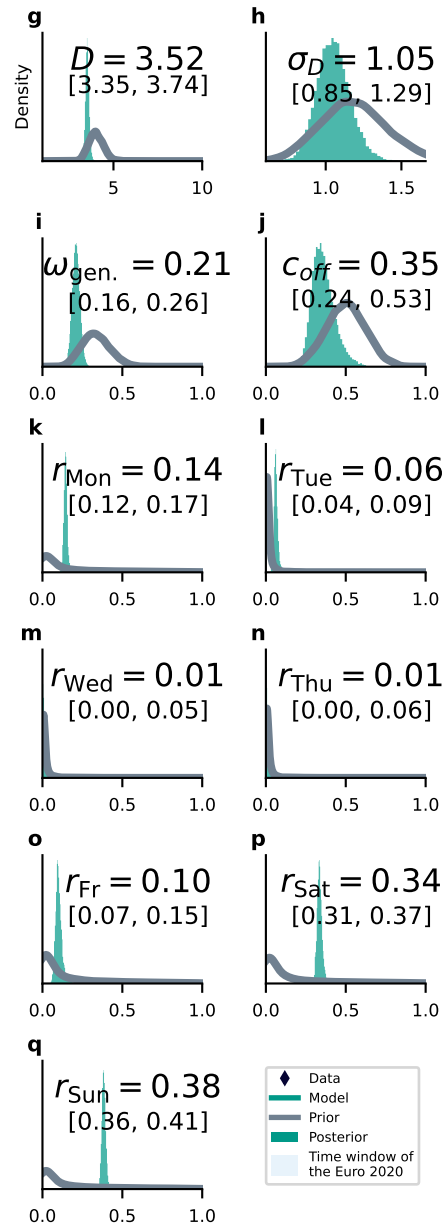 g
D = 3.52
[3.35, 3.74]
Density
5 10
h
σ_D = 1.05
[0.85, 1.29]
1.0 1.5
i
ω_gen. = 0.21
[0.16, 0.26]
0.0 0.5 1.0
j
c_off = 0.35
[0.24, 0.53]
0.0 0.5 1.0
k
r_Mon = 0.14
[0.12, 0.17]
0.0 0.5 1.0
l
r_Tue = 0.06
[0.04, 0.09]
0.0 0.5 1.0
m
r_Wed = 0.01
[0.00, 0.05]
0.0 0.5 1.0
n
r_Thu = 0.01
[0.00, 0.06]
0.0 0.5 1.0
o
r_Fr = 0.10
[0.07, 0.15]
0.0 0.5 1.0
p
r_Sat = 0.34
[0.31, 0.37]
0.0 0.5 1.0
q
r_Sun = 0.38
[0.36, 0.41]
0.0 0.5 1.0
Data
Model
Prior
Posterior
Time window of
the Euro 2020